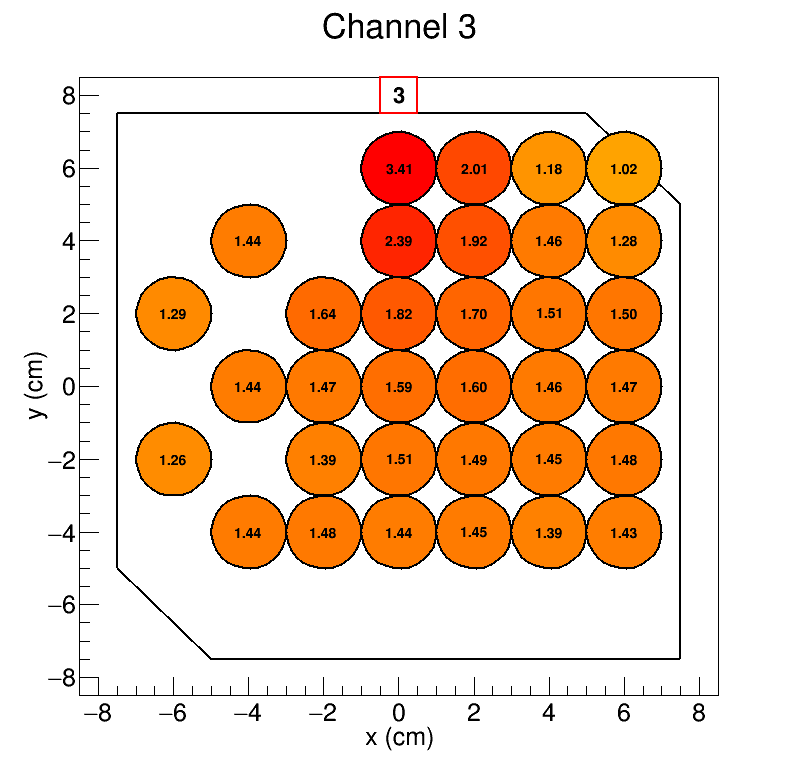 Channel 3
8
3
6
3.41 2.01 1.18 1.02
4
1.44 2.39 1.92 1.46 1.28
2
1.29 1.64 1.82 1.70 1.51 1.50
0
1.44 1.47 1.59 1.60 1.46 1.47
y (cm)
−2
1.26 1.39 1.51 1.49 1.45 1.48
−4
1.44 1.48 1.44 1.45 1.39 1.43
−6
−8
−8 −6 −4 −2 0 2 4 6 8
x (cm)